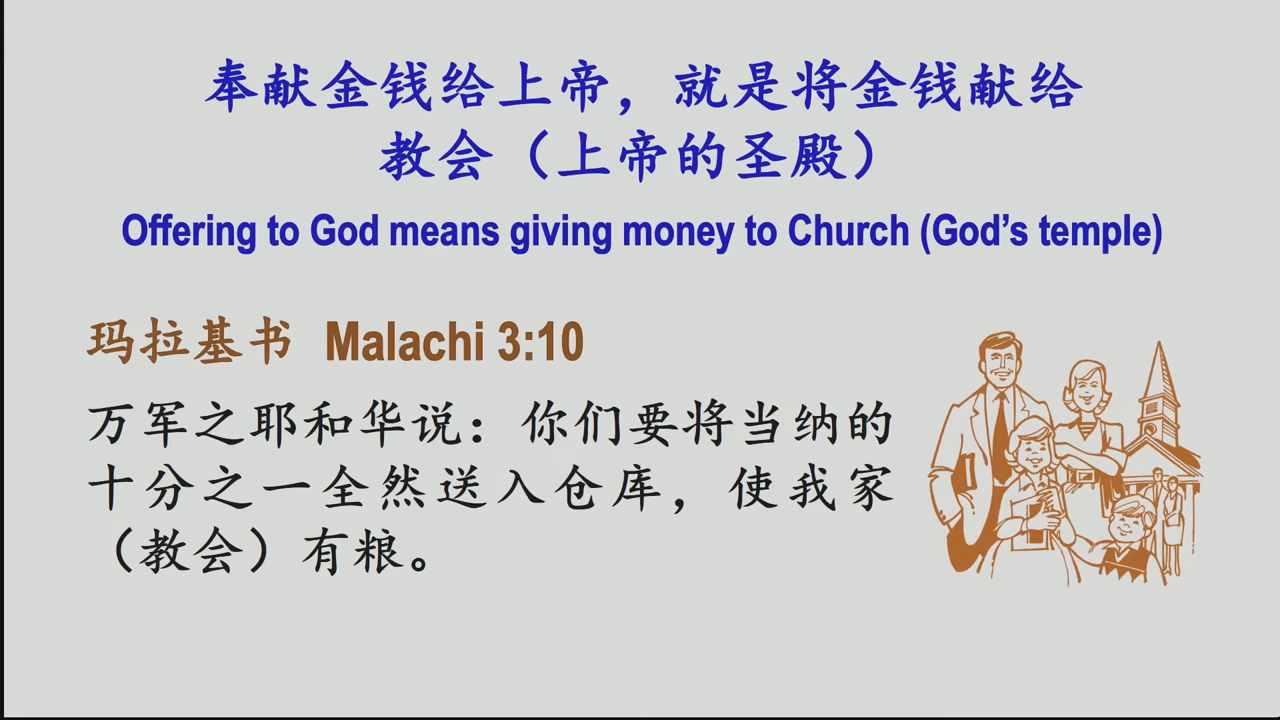 奉献金钱给上帝，就是将金钱献给
教会（上帝的圣殿）
Offering to God means giving money to Church (God’s temple)
玛拉基书 Malachi 3:10
万军之耶和华说：你们要将当纳的
十分之一全然送入仓库，使我家
（教会）有粮。